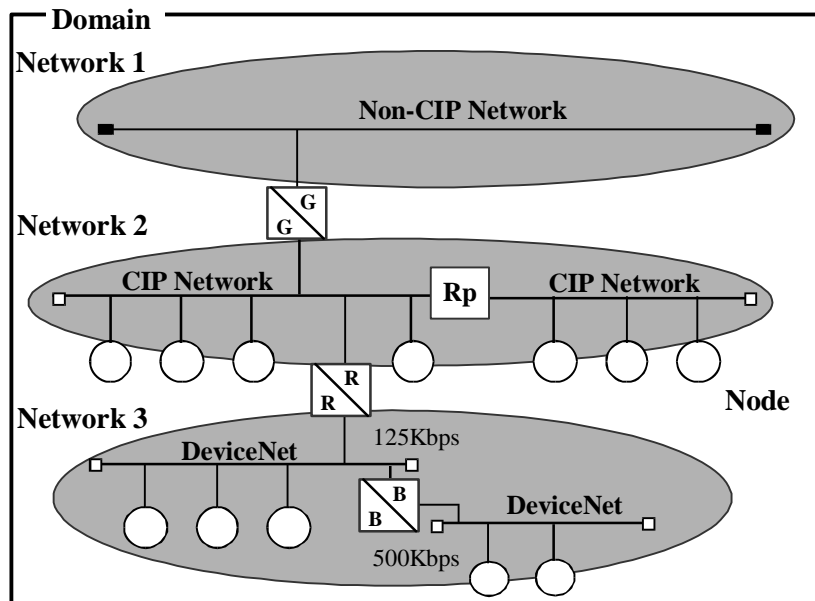 Domain
Network 1
Non-CIP Network
G
G
Network 2
CIP Network
Rp
CIP Network
R
R
Node
Network 3
125Kbps
DeviceNet
B
B
DeviceNet
500Kbps